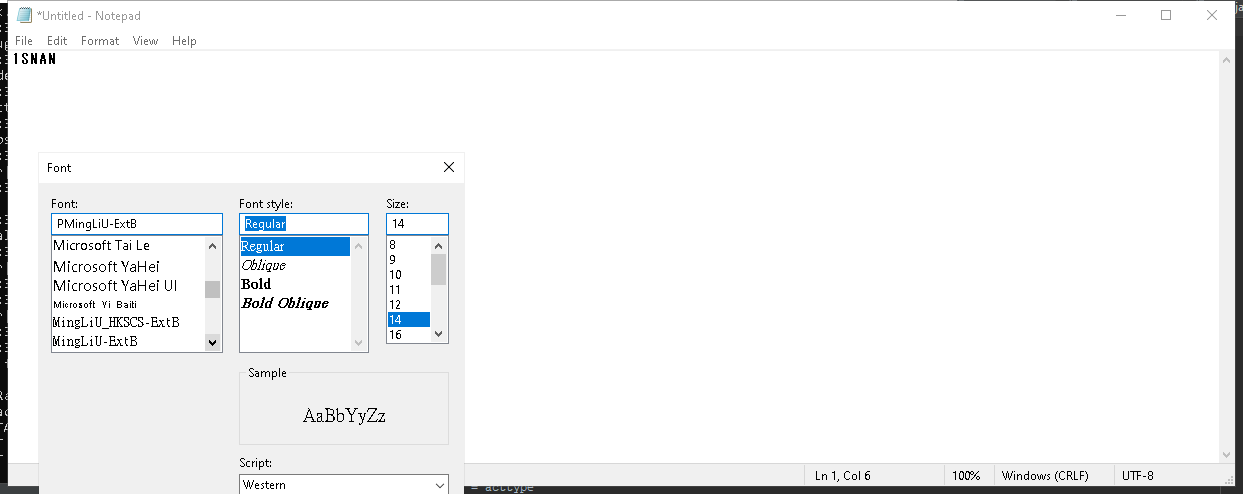 *Untitled - Notepad
File Edit Format View Help
1SNAN
Font
Font: Font style: Size:
PMingLiU-ExtB Regular 14
Microsoft Tai Le
Microsoft YaHei
Microsoft YaHei UI
Microsoft Yi Baiti
MingLiU_HKSCS-ExtB
MingLiU-ExtB
Regular
Oblique
Bold
Bold Oblique
8
9
10
11
12
14
16
Sample
AaBbYyZz
Script:
Western
Ln 1, Col 6 100% Windows (CRLF) UTF-8
= acctype